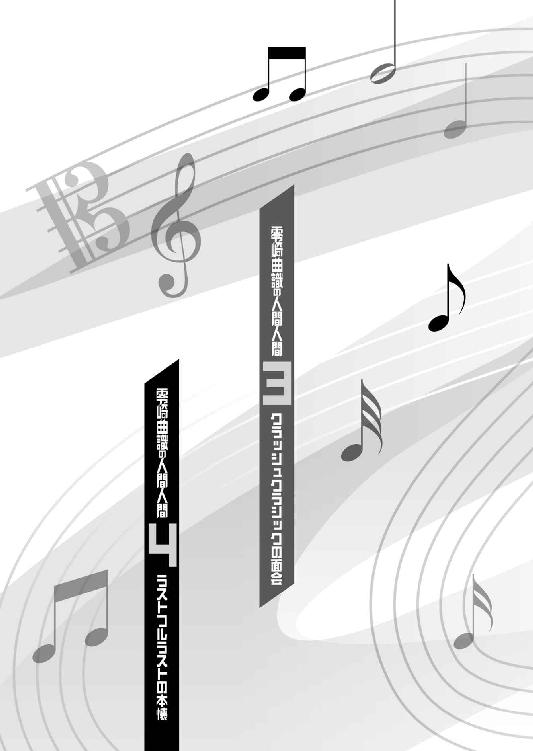 零崎曲識の人間人間3 クラッシュクラシックの面会
零崎曲識の人間人間4 ラストフルラストの本懐